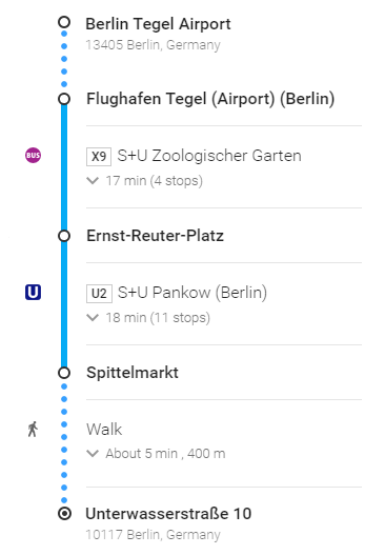 Berlin Tegel Airport
13405 Berlin, Germany
Flughafen Tegel (Airport) (Berlin)
BUS X9 S+U Zoologischer Garten
17 min (4 stops)
Ernst-Reuter-Platz
U U2 S+U Pankow (Berlin)
18 min (11 stops)
Spittelmarkt
Walk
About 5 min , 400 m
Unterwasserstraße 10
10117 Berlin, Germany